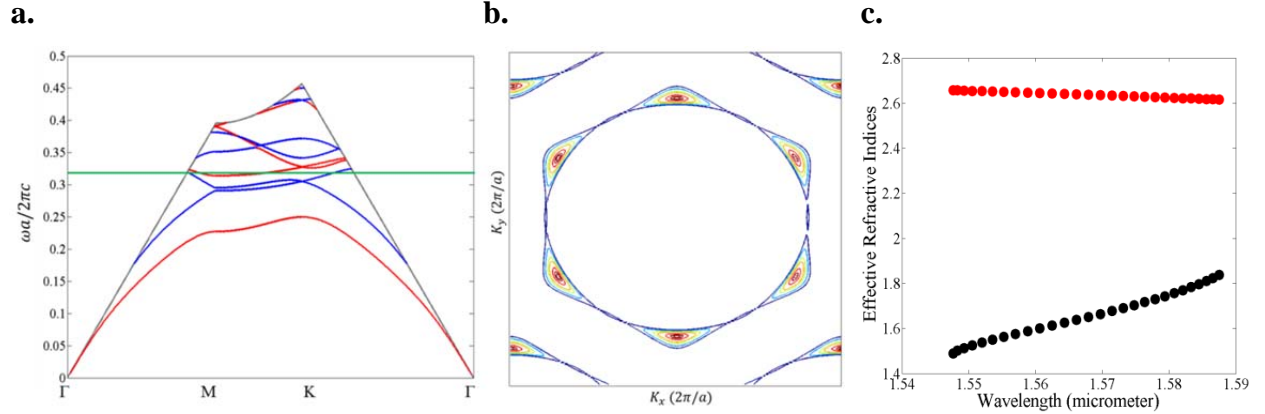 a.
b.
c.
0.5
0.45
0.4
0.35
0.3
0.25
0.2
0.15
0.1
0.05
0
ωa/2πc
Γ
M
K
Γ
K_y (2π/a)
K_x (2π/a)
2.8
2.6
2.4
2.2
2
1.8
1.6
1.4
Effective Refractive Indices
1.54
1.55
1.56
1.57
1.58
1.59
Wavelength (micrometer)